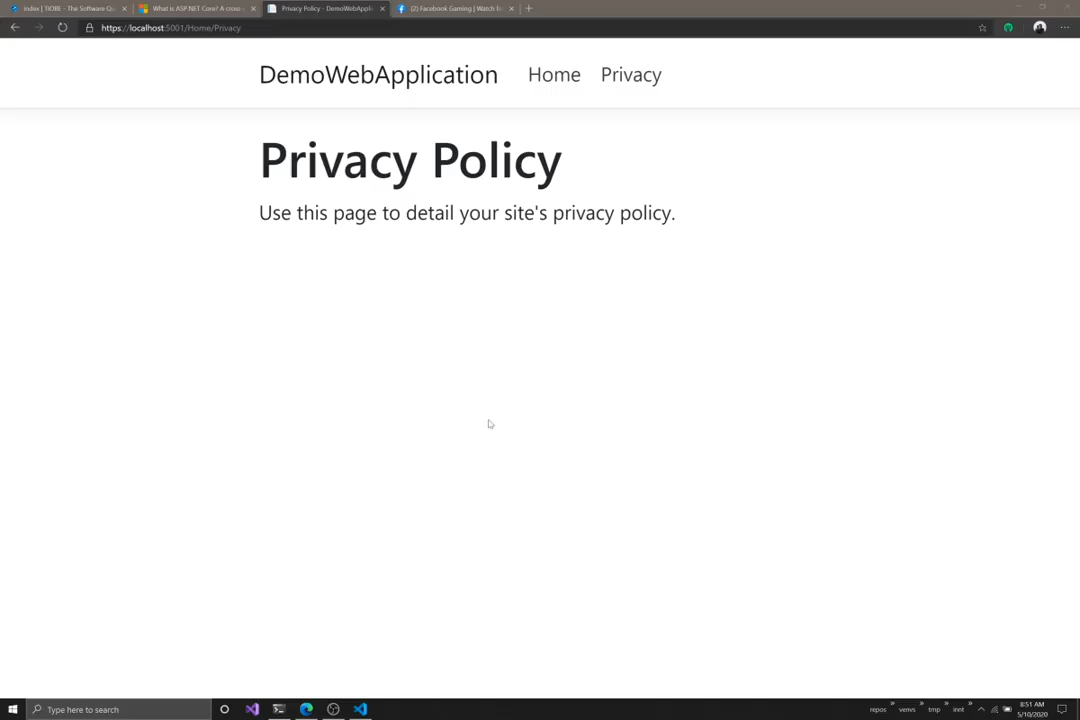 index | TIOBE - The Software Qu
What is ASP.NET Core? A cross-
Privacy Policy - DemoWebApplic
(2) Facebook Gaming | Watch
https://localhost:5001/Home/Privacy
DemoWebApplication
Home
Privacy
Privacy Policy
Use this page to detail your site's privacy policy.
Type here to search
repos
venvs
tmp
8:51 AM
5/10/2020